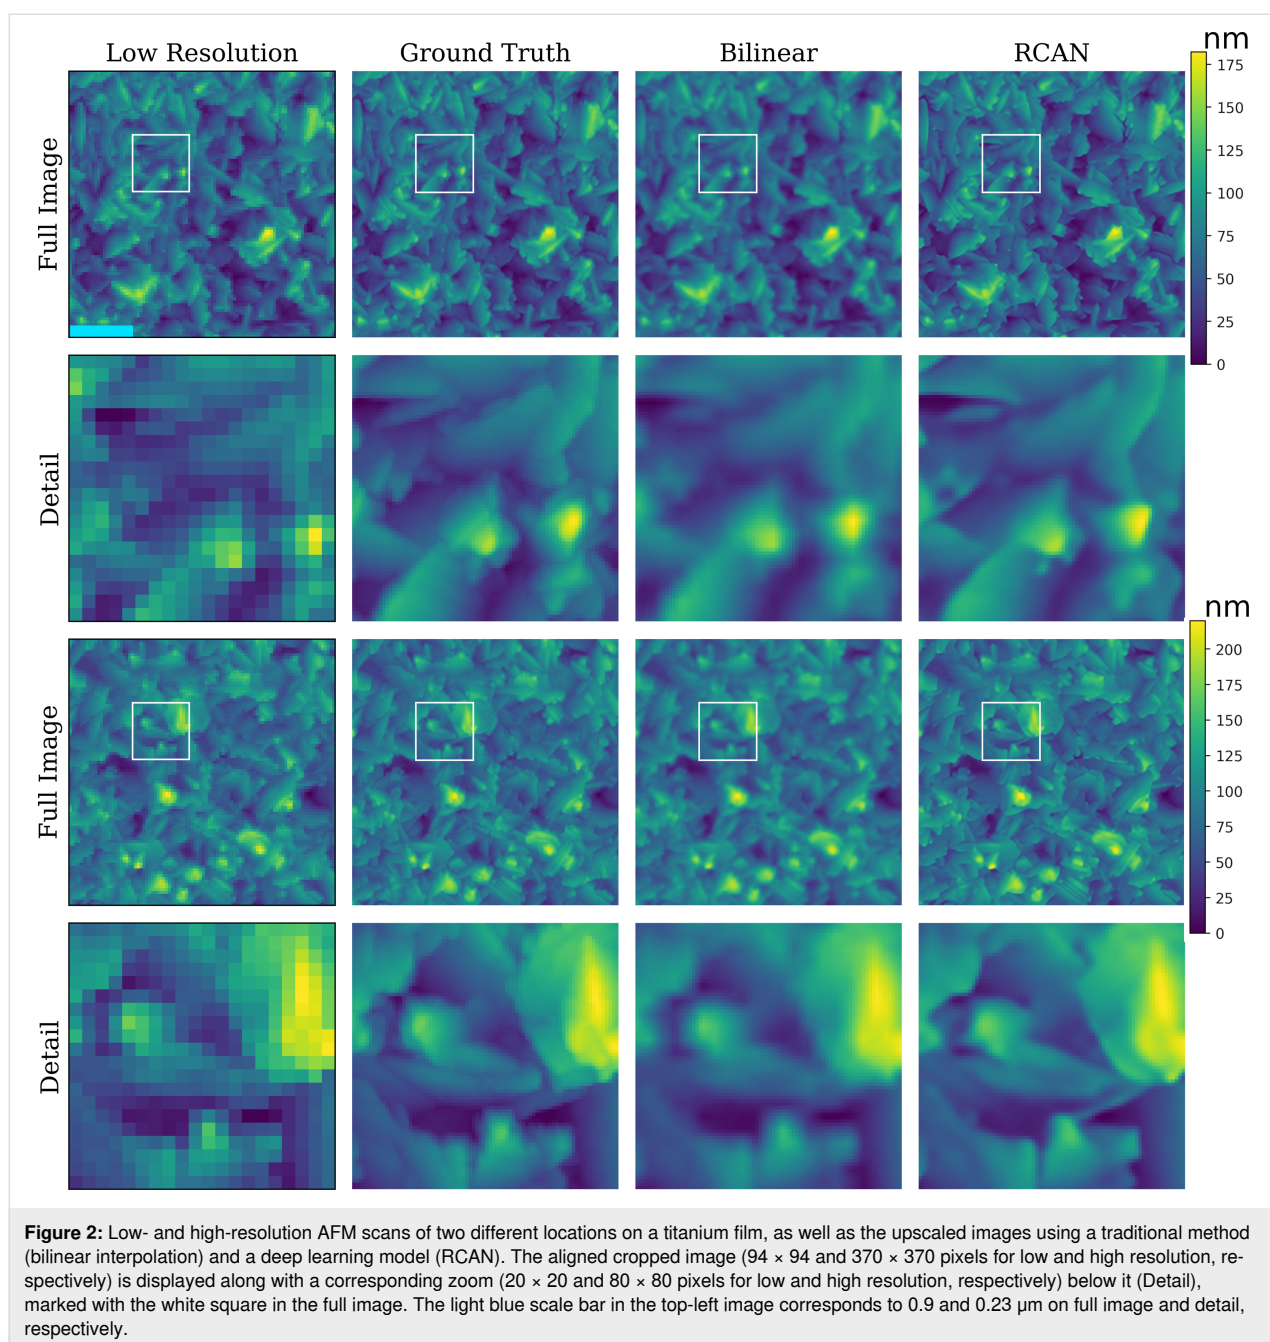 Low Resolution
Ground Truth
Bilinear
RCAN
nm
Full Image
175
150
125
100
75
50
25
0
Detail
nm
Full Image
200
175
150
125
100
75
50
25
0
Detail
Figure 2: Low- and high-resolution AFM scans of two different locations on a titanium film, as well as the upscaled images using a traditional method
(bilinear interpolation) and a deep learning model (RCAN). The aligned cropped image (94 × 94 and 370 × 370 pixels for low and high resolution, re-
spectively) is displayed along with a corresponding zoom (20 × 20 and 80 × 80 pixels for low and high resolution, respectively) below it (Detail),
marked with the white square in the full image. The light blue scale bar in the top-left image corresponds to 0.9 and 0.23 μm on full image and detail,
respectively.